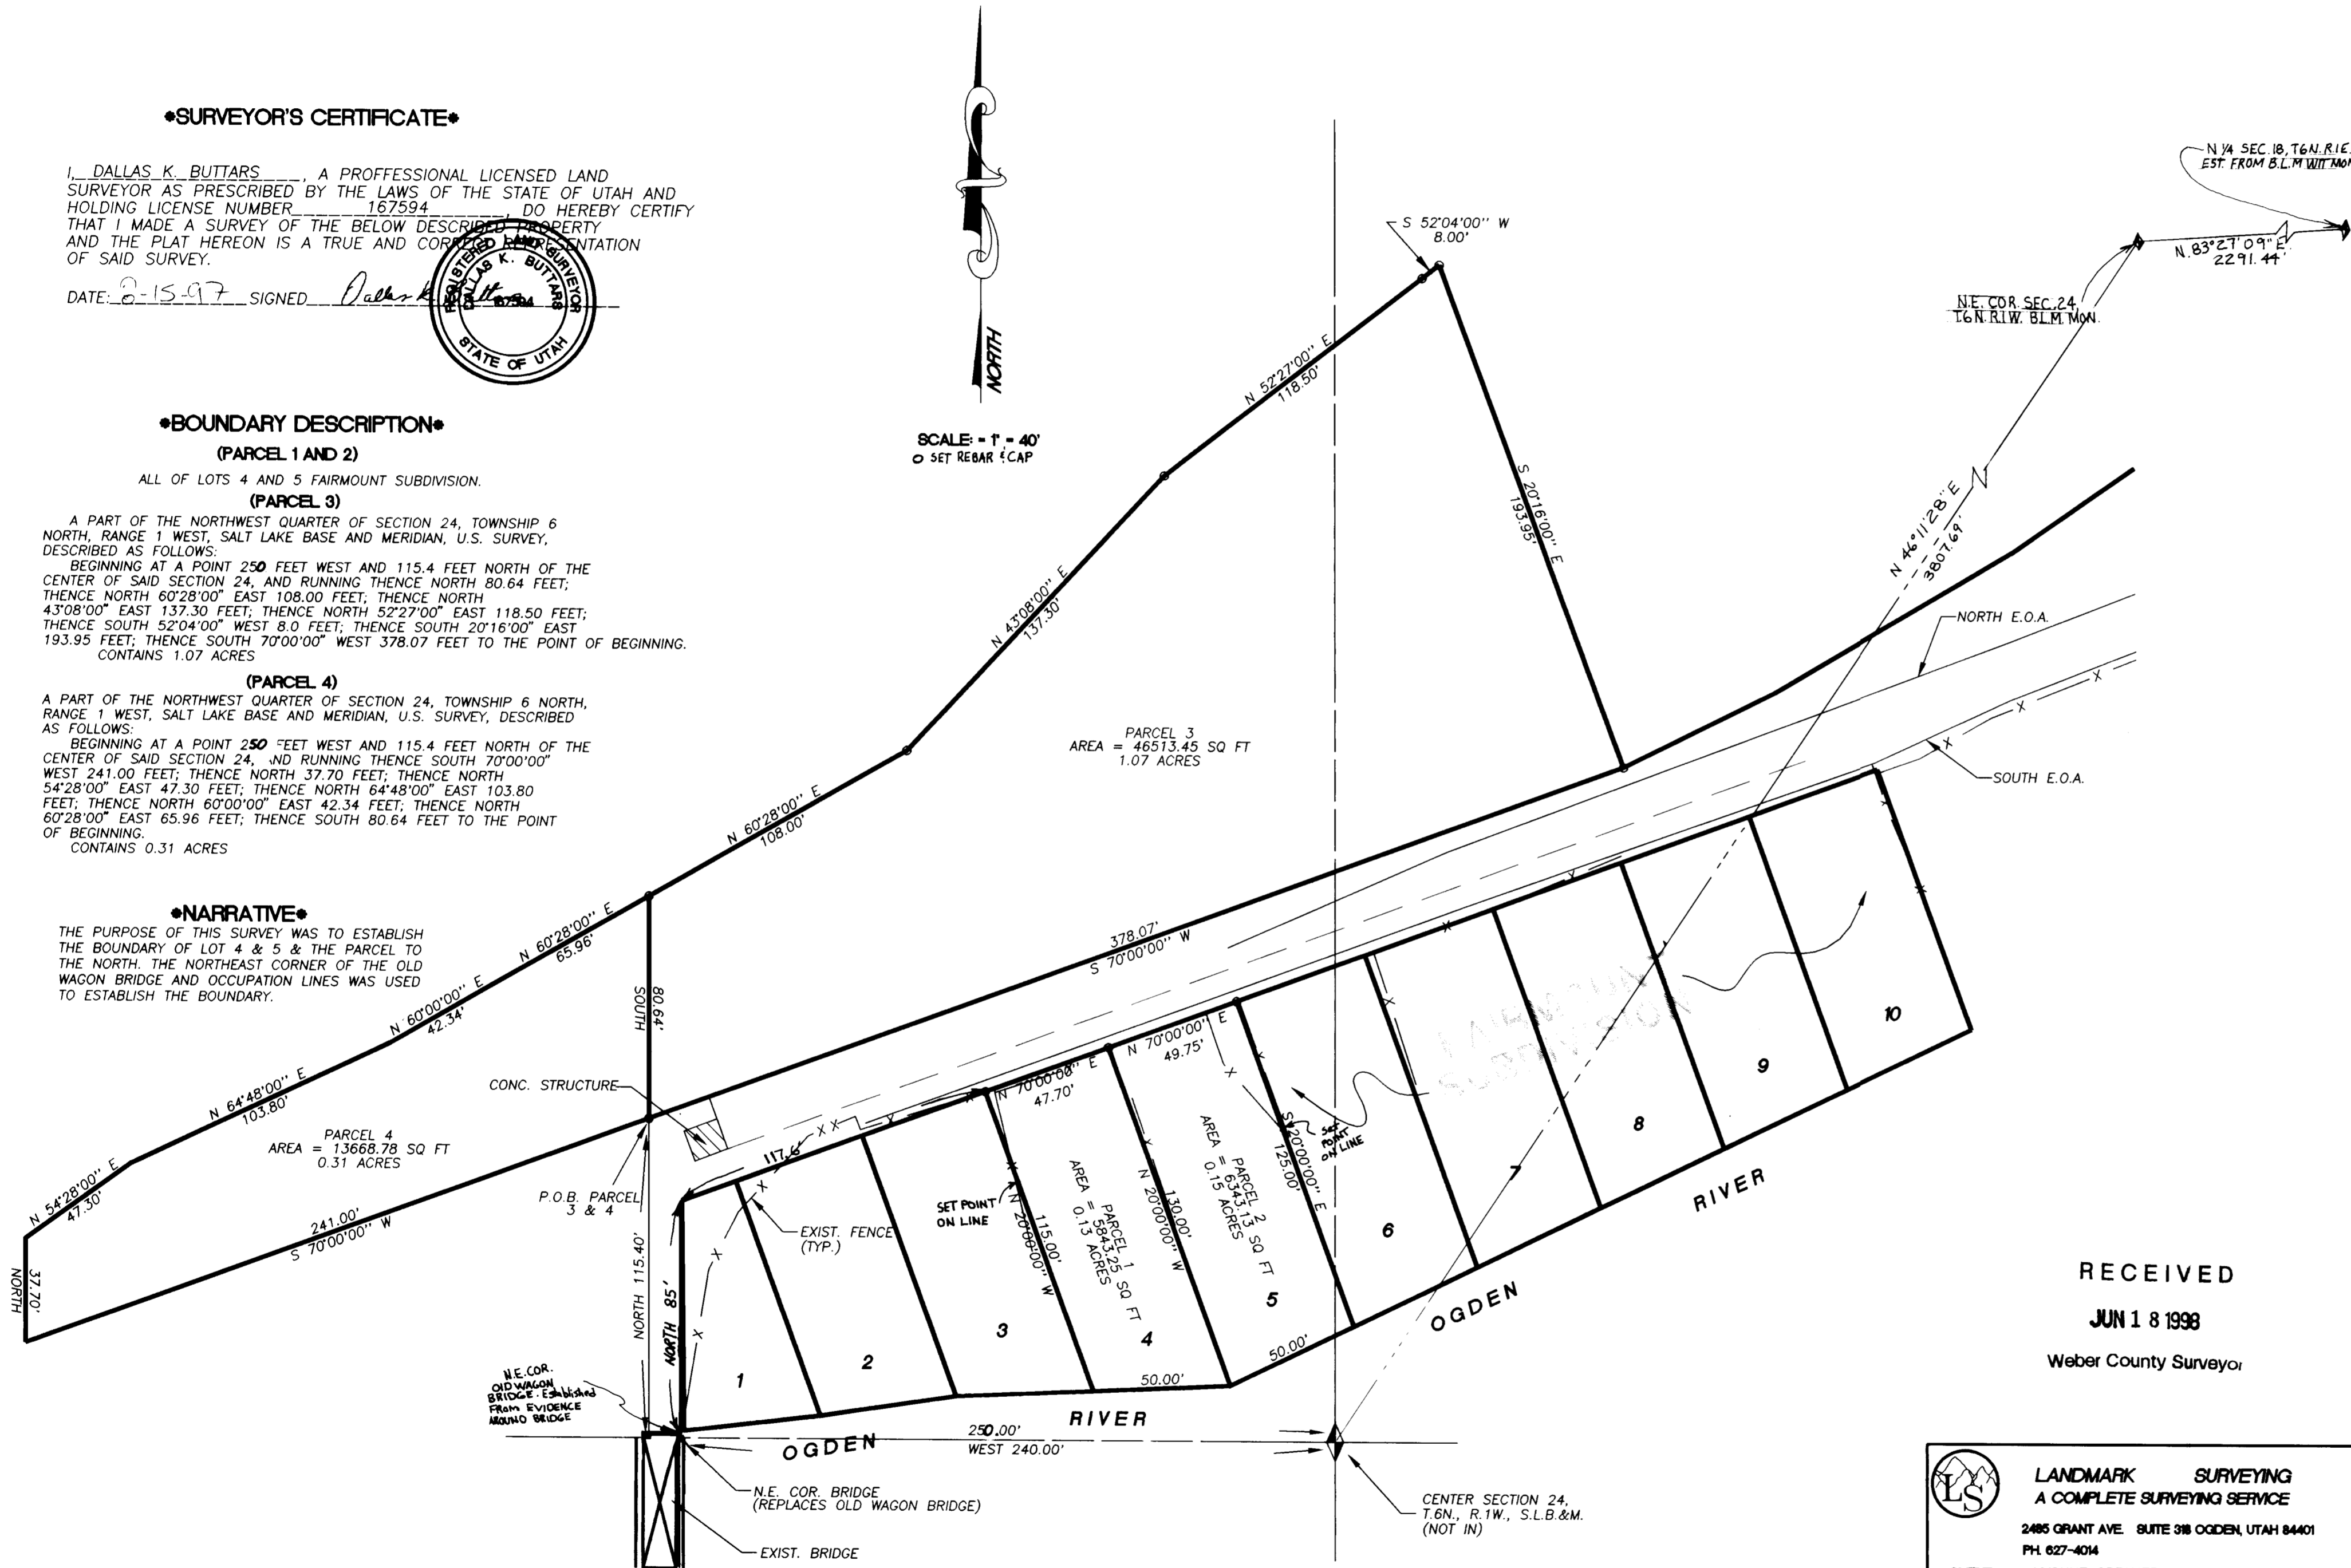 *SURVEYOR'S CERTIFICATE*
I, DALLAS K. BUTTARS, A PROFFESSIONAL LICENSED LAND
SURVEYOR AS PRESCRIBED BY THE LAWS OF THE STATE OF UTAH AND
HOLDING LICENSE NUMBER 167594, DO HEREBY CERTIFY
THAT I MADE A SURVEY OF THE BELOW DESCRIBED PROPERTY
AND THE PLAT HEREON IS A TRUE AND CORRECT REPRESENTATION
OF SAID SURVEY.
DATE: 8-15-97 SIGNED Dallas K. Buttars
REGISTERED LAND SURVEYOR
DALLAS K. BUTTARS
167594
STATE OF UTAH
*BOUNDARY DESCRIPTION*
(PARCEL 1 AND 2)
ALL OF LOTS 4 AND 5 FAIRMOUNT SUBDIVISION.
(PARCEL 3)
A PART OF THE NORTHWEST QUARTER OF SECTION 24, TOWNSHIP 6
NORTH, RANGE 1 WEST, SALT LAKE BASE AND MERIDIAN, U.S. SURVEY,
DESCRIBED AS FOLLOWS:
BEGINNING AT A POINT 250 FEET WEST AND 115.4 FEET NORTH OF THE
CENTER OF SAID SECTION 24, AND RUNNING THENCE NORTH 80.64 FEET;
THENCE NORTH 60°28'00" EAST 108.00 FEET; THENCE NORTH
43°08'00" EAST 137.30 FEET; THENCE NORTH 52°27'00" EAST 118.50 FEET;
THENCE SOUTH 52°04'00" WEST 8.0 FEET; THENCE SOUTH 20°16'00" EAST
193.95 FEET; THENCE SOUTH 70°00'00" WEST 378.07 FEET TO THE POINT OF BEGINNING.
CONTAINS 1.07 ACRES
(PARCEL 4)
A PART OF THE NORTHWEST QUARTER OF SECTION 24, TOWNSHIP 6 NORTH,
RANGE 1 WEST, SALT LAKE BASE AND MERIDIAN, U.S. SURVEY, DESCRIBED
AS FOLLOWS:
BEGINNING AT A POINT 250 FEET WEST AND 115.4 FEET NORTH OF THE
CENTER OF SAID SECTION 24, AND RUNNING THENCE SOUTH 70°00'00"
WEST 241.00 FEET; THENCE NORTH 37.70 FEET; THENCE NORTH
54°28'00" EAST 47.30 FEET; THENCE NORTH 64°48'00" EAST 103.80
FEET; THENCE NORTH 60°00'00" EAST 42.34 FEET; THENCE NORTH
60°28'00" EAST 65.96 FEET; THENCE SOUTH 80.64 FEET TO THE POINT
OF BEGINNING.
CONTAINS 0.31 ACRES
*NARRATIVE*
THE PURPOSE OF THIS SURVEY WAS TO ESTABLISH
THE BOUNDARY OF LOT 4 & 5 & THE PARCEL TO
THE NORTH. THE NORTHEAST CORNER OF THE OLD
WAGON BRIDGE AND OCCUPATION LINES WAS USED
TO ESTABLISH THE BOUNDARY.
NORTH
SCALE: = 1" = 40'
O SET REBAR & CAP
S 52°04'00" W
8.00'
N 52°27'00" E
118.50'
S 20°16'00" E
193.95'
N 43°08'00" E
137.30'
N 60°28'00" E
108.00'
N 60°28'00" E
65.96'
N 60°00'00" E
42.34'
N 64°48'00" E
103.80'
N 54°28'00" E
47.30'
37.70'
NORTH
241.00'
S 70°00'00" W
80.64'
SOUTH
378.07'
S 70°00'00" W
N 1/4 SEC. 18, T6N. R.1E.
EST. FROM B.L.M WIT MON
N. 83°27'09" E.
2291.44'
N.E. COR. SEC. 24,
T.6N. R.1W. B.L.M. MON.
N 46°11'28" E
3807.69'
NORTH E.O.A.
SOUTH E.O.A.
PARCEL 3
AREA = 46513.45 SQ FT
1.07 ACRES
PARCEL 4
AREA = 13668.78 SQ FT
0.31 ACRES
CONC. STRUCTURE
P.O.B. PARCEL
3 & 4
NORTH 115.40'
NORTH 85'
117.6'
EXIST. FENCE
(TYP.)
N 70°00'00" E
47.70'
N 70°00'00" E
49.75'
SET POINT
ON LINE
115.00'
N 20°00'00" W
PARCEL 1
AREA = 5843.25 SQ FT
0.13 ACRES
130.00'
N 20°00'00" W
PARCEL 2
AREA = 6343.13 SQ FT
0.15 ACRES
S 20°00'00" E
125.00'
SET
POINT
ON LINE
FAIRMOUNT
SUBDIVISION
1
2
3
4
5
6
7
8
9
10
50.00'
50.00'
OGDEN RIVER
OGDEN RIVER
250.00'
WEST 240.00'
N.E. COR.
OLD WAGON
BRIDGE. Established
FROM EVIDENCE
AROUND BRIDGE
N.E. COR. BRIDGE
(REPLACES OLD WAGON BRIDGE)
EXIST. BRIDGE
CENTER SECTION 24,
T.6N., R.1W., S.L.B.&M.
(NOT IN)
RECEIVED
JUN 18 1998
Weber County Surveyor
LS
LANDMARK SURVEYING
A COMPLETE SURVEYING SERVICE
2485 GRANT AVE. SUITE 318 OGDEN, UTAH 84401
PH. 627-4014